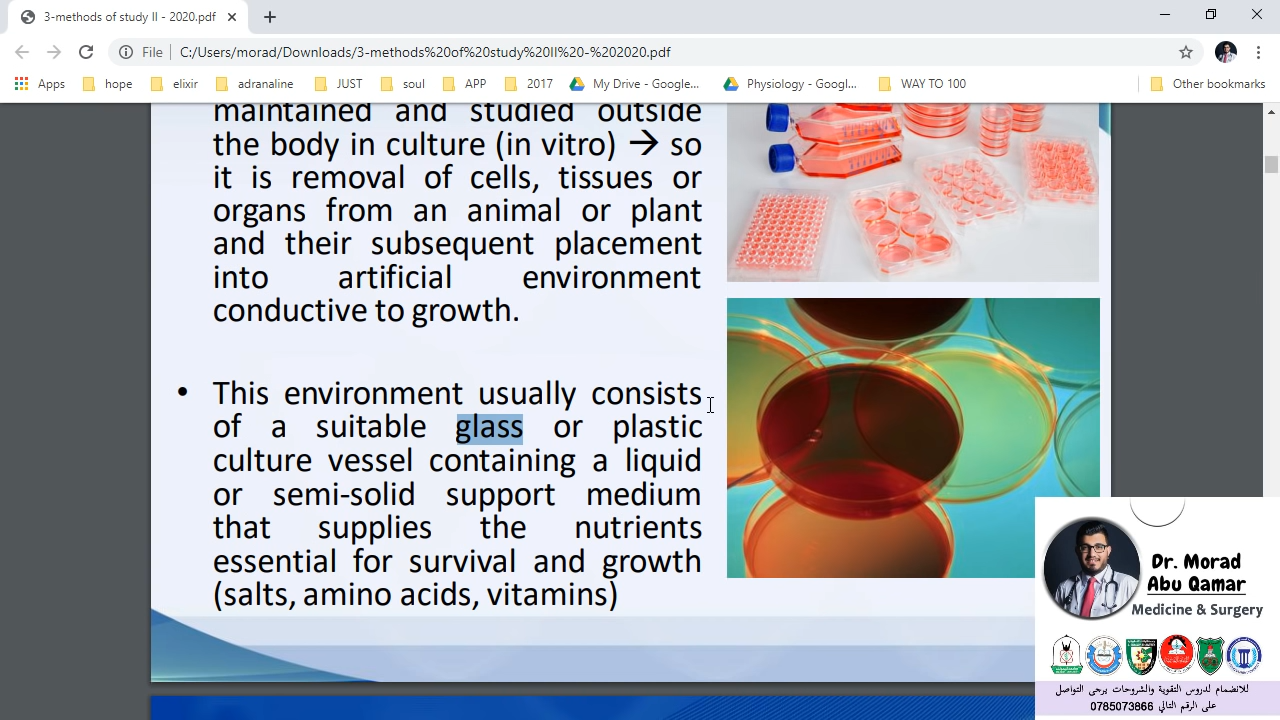 3-methods of study II - 2020.pdf
File
C:/Users/morad/Downloads/3-methods%20of%20study%20II%20-%202020.pdf
Apps
hope
elixir
adranaline
JUST
soul
APP
2017
My Drive - Google...
Physiology - Googl...
WAY TO 100
Other bookmarks
maintained and studied outside
the body in culture (in vitro) → so
it is removal of cells, tissues or
organs from an animal or plant
and their subsequent placement
into artificial environment
conductive to growth.
• This environment usually consists
of a suitable glass or plastic
culture vessel containing a liquid
or semi-solid support medium
that supplies the nutrients
essential for survival and growth
(salts, amino acids, vitamins)
Dr. Morad
Abu Qamar
Medicine & Surgery
للانضمام لدروس التقوية والشروحات يرجى التواصل
على الرقم التالي 0785073866